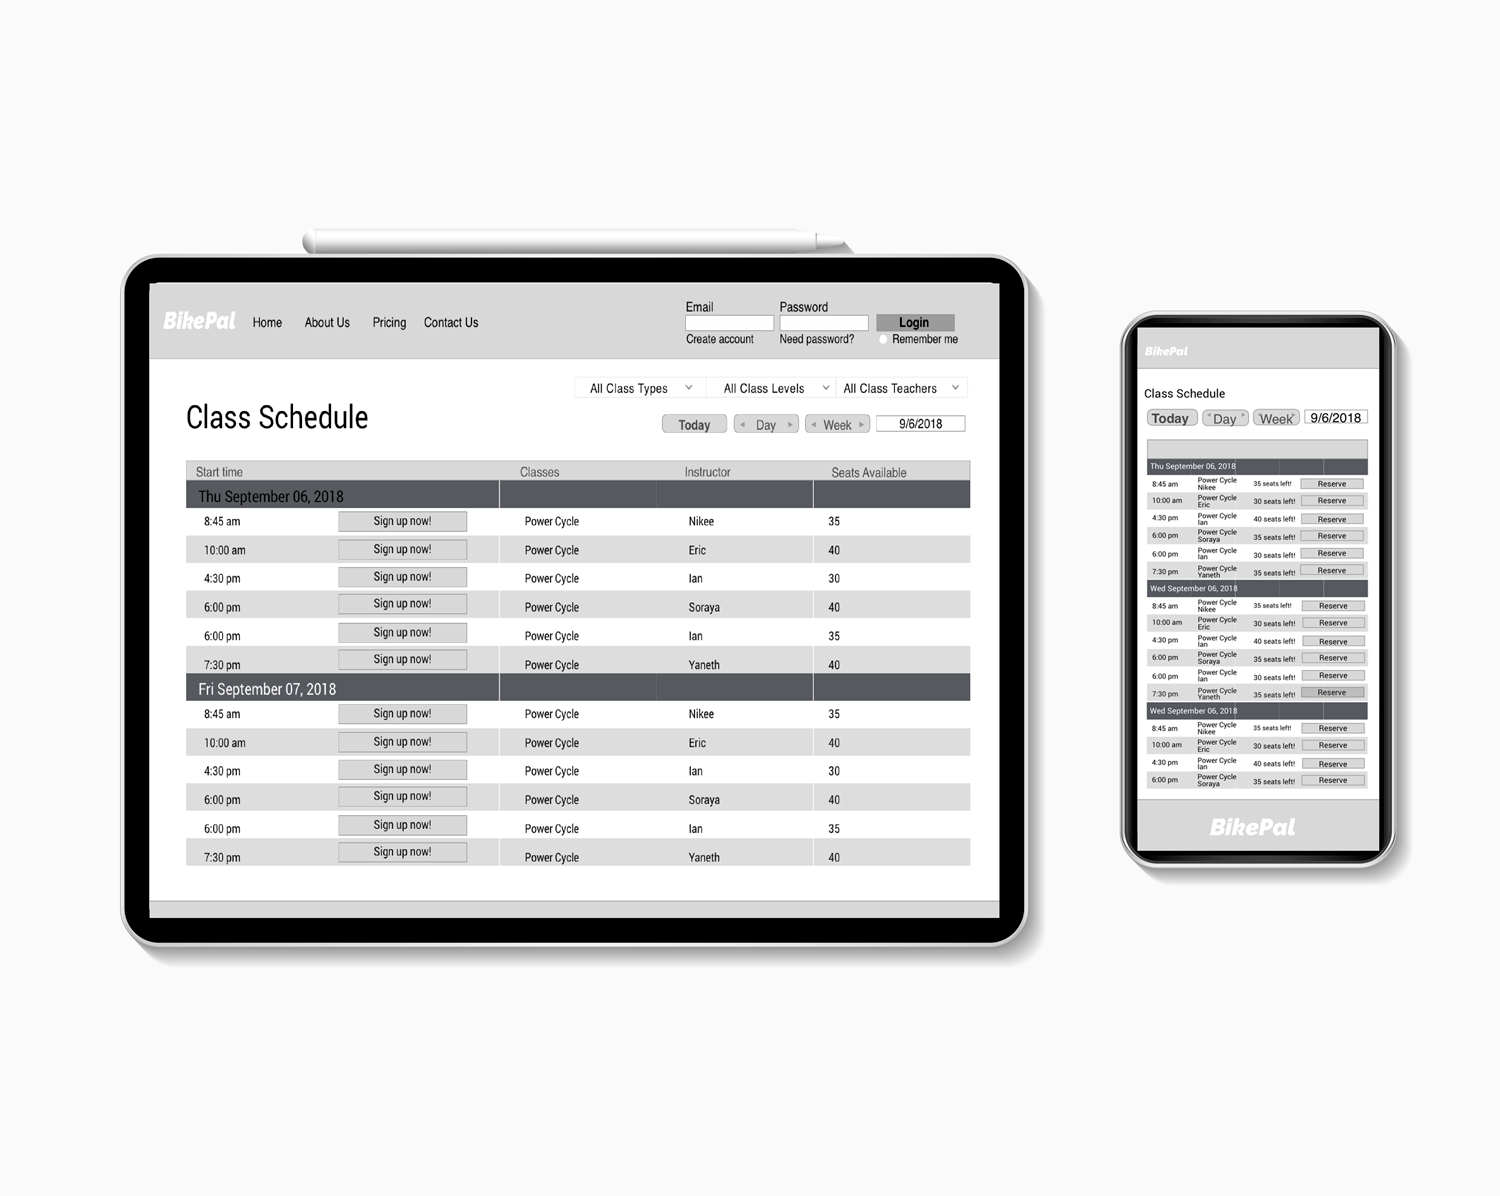 BikePal Home About Us Pricing Contact Us
Email Password
Login
Create account Need password? Remember me
All Class Types All Class Levels All Class Teachers
Class Schedule
Today Day Week 9/6/2018
Start time Classes Instructor Seats Available
Thu September 06, 2018
8:45 am Sign up now! Power Cycle Nikee 35
10:00 am Sign up now! Power Cycle Eric 40
4:30 pm Sign up now! Power Cycle Ian 30
6:00 pm Sign up now! Power Cycle Soraya 40
6:00 pm Sign up now! Power Cycle Ian 35
7:30 pm Sign up now! Power Cycle Yaneth 40
Fri September 07, 2018
8:45 am Sign up now! Power Cycle Nikee 35
10:00 am Sign up now! Power Cycle Eric 40
4:30 pm Sign up now! Power Cycle Ian 30
6:00 pm Sign up now! Power Cycle Soraya 40
6:00 pm Sign up now! Power Cycle Ian 35
7:30 pm Sign up now! Power Cycle Yaneth 40
BikePal
Class Schedule
Today Day Week 9/6/2018
Thu September 06, 2018
8:45 am Power Cycle Nikee 35 seats left! Reserve
10:00 am Power Cycle Eric 30 seats left! Reserve
4:30 pm Power Cycle Ian 40 seats left! Reserve
6:00 pm Power Cycle Soraya 35 seats left! Reserve
6:00 pm Power Cycle Ian 30 seats left! Reserve
7:30 pm Power Cycle Yaneth 35 seats left! Reserve
Wed September 06, 2018
8:45 am Power Cycle Nikee 35 seats left! Reserve
10:00 am Power Cycle Eric 30 seats left! Reserve
4:30 pm Power Cycle Ian 40 seats left! Reserve
6:00 pm Power Cycle Soraya 35 seats left! Reserve
6:00 pm Power Cycle Ian 30 seats left! Reserve
7:30 pm Power Cycle Yaneth 35 seats left! Reserve
Wed September 06, 2018
8:45 am Power Cycle Nikee 35 seats left! Reserve
10:00 am Power Cycle Eric 30 seats left! Reserve
4:30 pm Power Cycle Ian 40 seats left! Reserve
6:00 pm Power Cycle Soraya 35 seats left! Reserve
BikePal